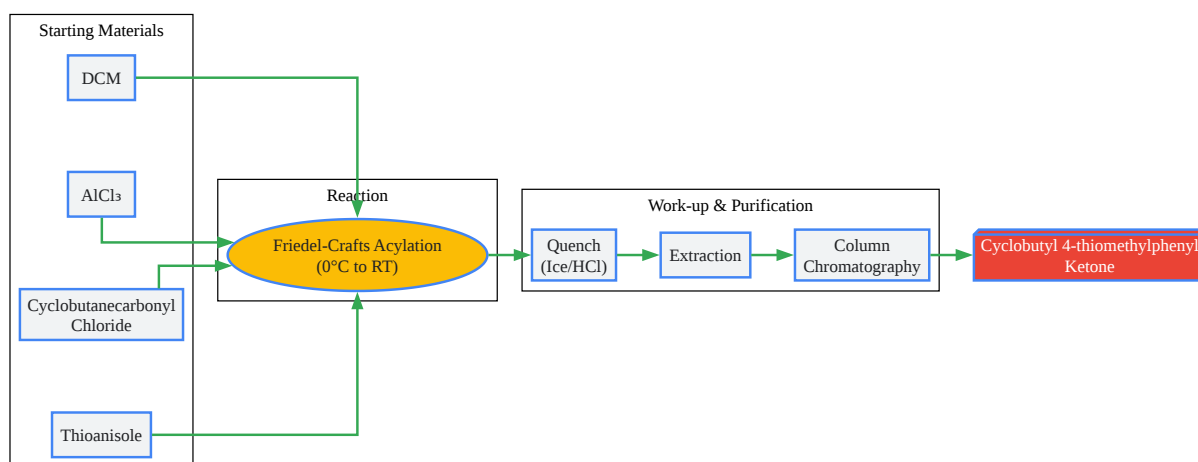 Starting Materials
DCM
AlCl₃
Cyclobutanecarbonyl
Chloride
Thioanisole
Reaction
Friedel-Crafts Acylation
(0°C to RT)
Work-up & Purification
Quench
(Ice/HCl)
Extraction
Column
Chromatography
Cyclobutyl 4-thiomethylphenyl
Ketone